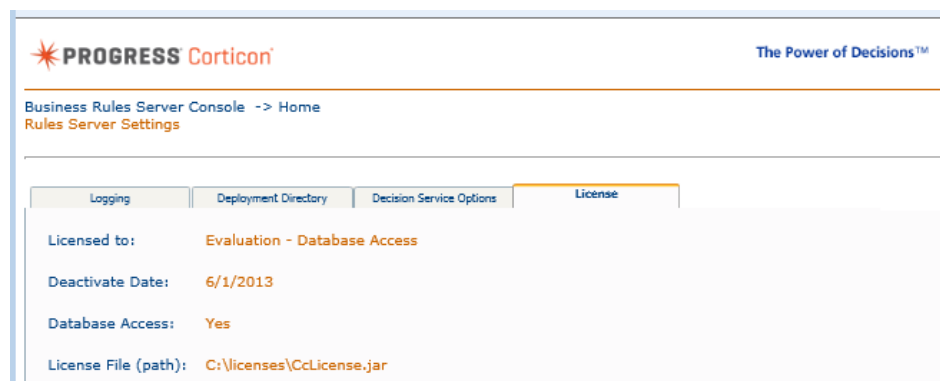 PROGRESS Corticon
The Power of Decisions™
Business Rules Server Console -> Home
Rules Server Settings
Logging Deployment Directory Decision Service Options License
Licensed to: Evaluation - Database Access
Deactivate Date: 6/1/2013
Database Access: Yes
License File (path): C:\licenses\CcLicense.jar